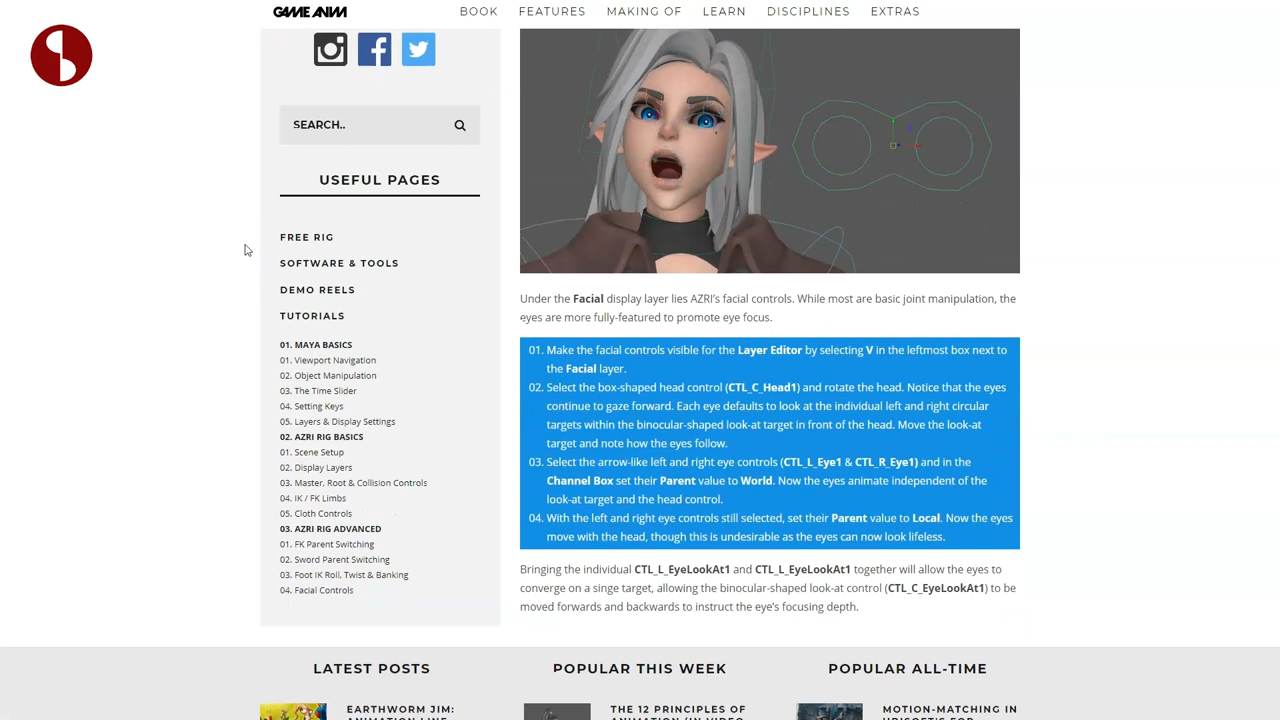 GAME ANIM
BOOK FEATURES MAKING OF LEARN DISCIPLINES EXTRAS
SEARCH..
USEFUL PAGES
FREE RIG
SOFTWARE & TOOLS
DEMO REELS
TUTORIALS
01. MAYA BASICS
01. Viewport Navigation
02. Object Manipulation
03. The Time Slider
04. Setting Keys
05. Layers & Display Settings
02. AZRI RIG BASICS
01. Scene Setup
02. Display Layers
03. Master, Root & Collision Controls
04. IK / FK Limbs
05. Cloth Controls
03. AZRI RIG ADVANCED
01. FK Parent Switching
02. Sword Parent Switching
03. Foot IK Roll, Twist & Banking
04. Facial Controls
Under the Facial display layer lies AZRI's facial controls. While most are basic joint manipulation, the
eyes are more fully-featured to promote eye focus.
01. Make the facial controls visible for the Layer Editor by selecting V in the leftmost box next to
the Facial layer.
02. Select the box-shaped head control (CTL_C_Head1) and rotate the head. Notice that the eyes
continue to gaze forward. Each eye defaults to look at the individual left and right circular
targets within the binocular-shaped look-at target in front of the head. Move the look-at
target and note how the eyes follow.
03. Select the arrow-like left and right eye controls (CTL_L_Eye1 & CTL_R_Eye1) and in the
Channel Box set their Parent value to World. Now the eyes animate independent of the
look-at target and the head control.
04. With the left and right eye controls still selected, set their Parent value to Local. Now the eyes
move with the head, though this is undesirable as the eyes can now look lifeless.
Bringing the individual CTL_L_EyeLookAt1 and CTL_L_EyeLookAt1 together will allow the eyes to
converge on a singe target, allowing the binocular-shaped look-at control (CTL_C_EyeLookAt1) to be
moved forwards and backwards to instruct the eye's focusing depth.
LATEST POSTS
POPULAR THIS WEEK
POPULAR ALL-TIME
EARTHWORM JIM:
ANIMATION LINE
THE 12 PRINCIPLES OF
ANIMATION (IN VIDEO
MOTION-MATCHING IN
UBISOFT'S FOR